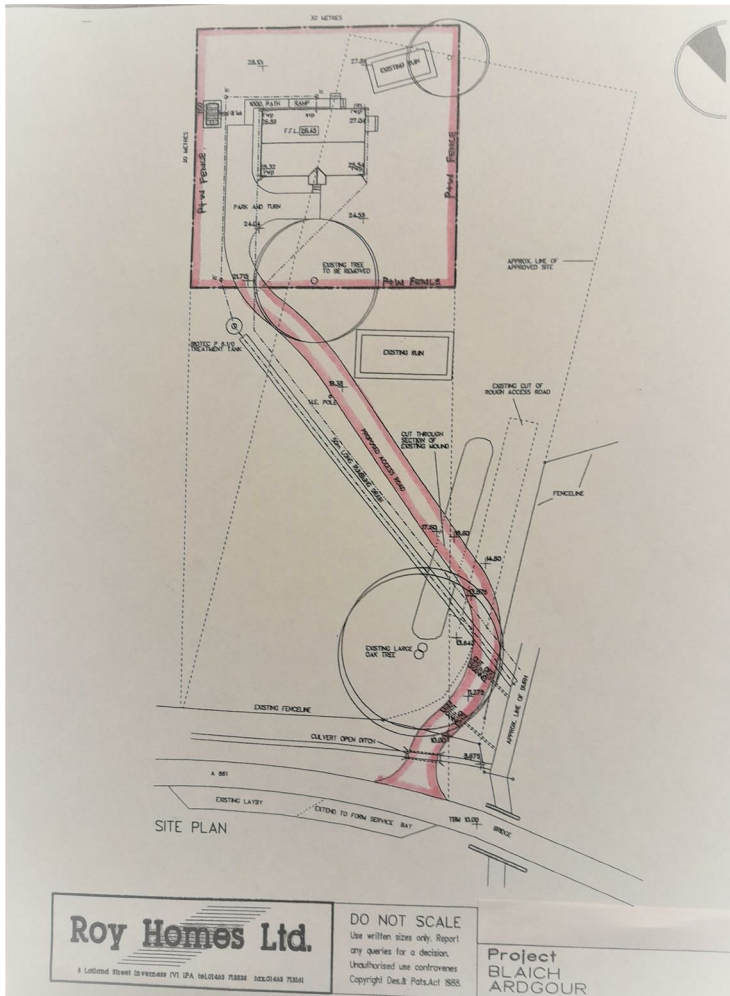 30 METRES
28.53
27.88
EXISTING RUIN
1000 PATH
RAMP
27.04
F.F.L. 26.45
30 METRES
P+W FENCE
P+W FENCE
PARK AND TURN
24.04
24.53
EXISTING TREE
TO BE REMOVED
P+W FENCE
APPROX. LINE OF
APPROVED SITE
TREATMENT TANK
EXISTING RUIN
EXISTING CUT OF
ROUGH ACCESS ROAD
POLE
CUT THROUGH
SECTION OF
EXISTING MOUND
PROPOSED ACCESS ROAD
FENCELINE
14.50
EXISTING LARGE
OAK TREE
EXISTING FENCELINE
APPROX. LINE OF BURN
CULVERT OPEN DITCH
A 861
EXISTING LAYBY
EXTEND TO FORM SERVICE BAY
TBM 10.00
BRIDGE
SITE PLAN
Roy Homes Ltd.
DO NOT SCALE
Use written sizes only. Report
any queries for a decision.
Unauthorised use contravenes
Copyright Des.& Pats.Act 1988.
Project
BLAICH
ARDGOUR